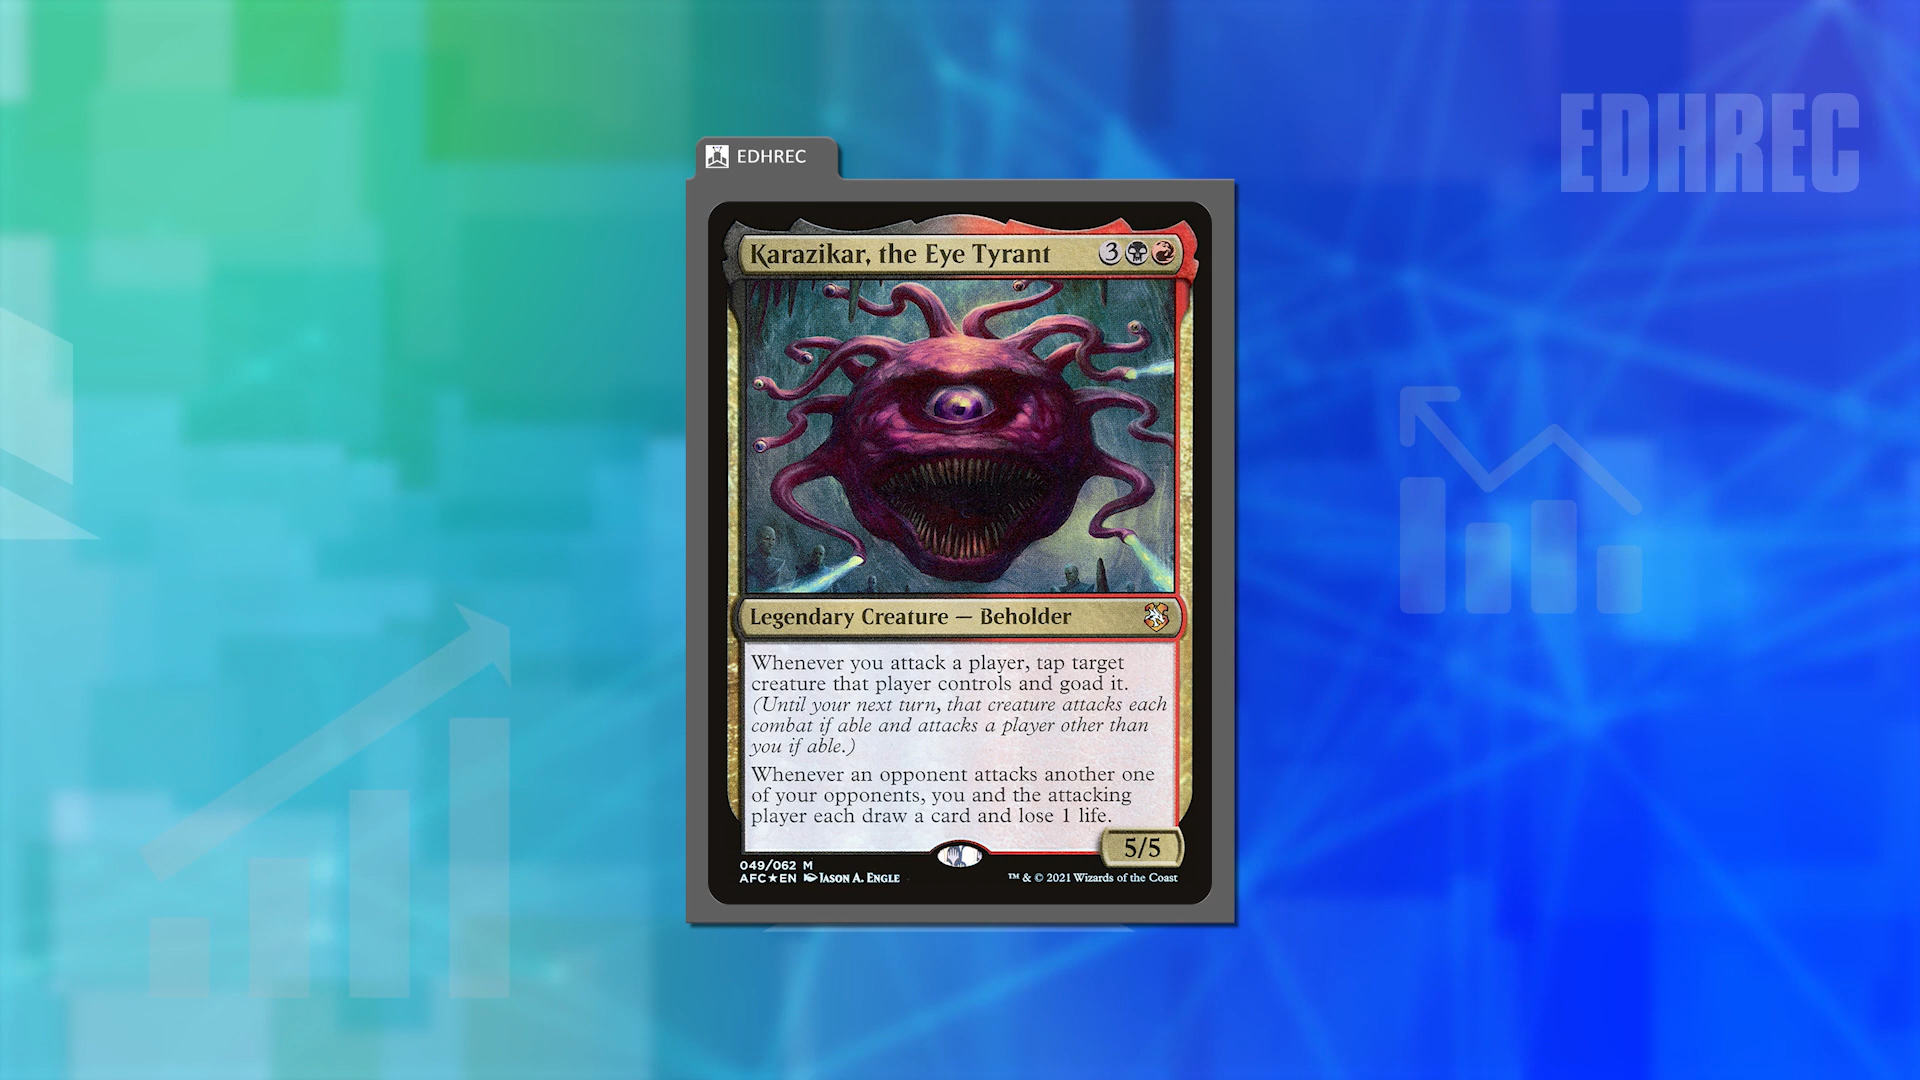 EDHREC
EDHREC
Karazikar, the Eye Tyrant 3
Legendary Creature — Beholder
Whenever you attack a player, tap target
creature that player controls and goad it.
(Until your next turn, that creature attacks each
combat if able and attacks a player other than
you if able.)
Whenever an opponent attacks another one
of your opponents, you and the attacking
player each draw a card and lose 1 life.
5/5
049/062 M
AFC★EN Jason A. Engle
™ & © 2021 Wizards of the Coast